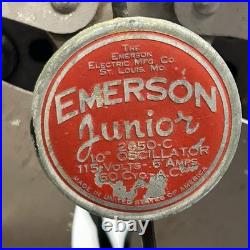 THE
EMERSON
ELECTRIC MFG. CO.
ST. LOUIS, MO.
EMERSON
Junior
2650-C
10" OSCILLATOR
115 VOLTS - .6 AMPS.
60 CYC. - A.C.
MADE IN UNITED STATES OF AMERICA